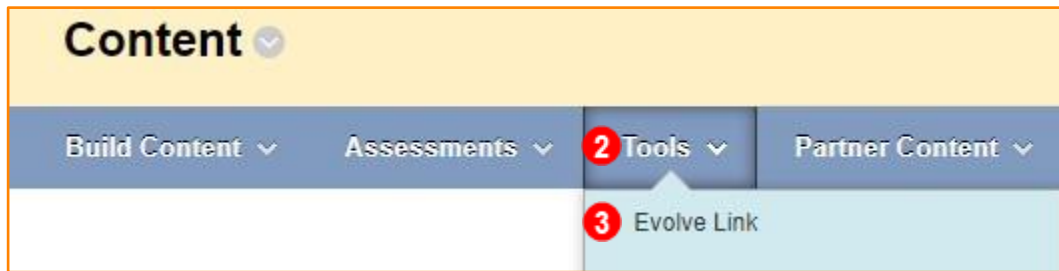 Content
Build Content Assessments 2 Tools Partner Content
3 Evolve Link